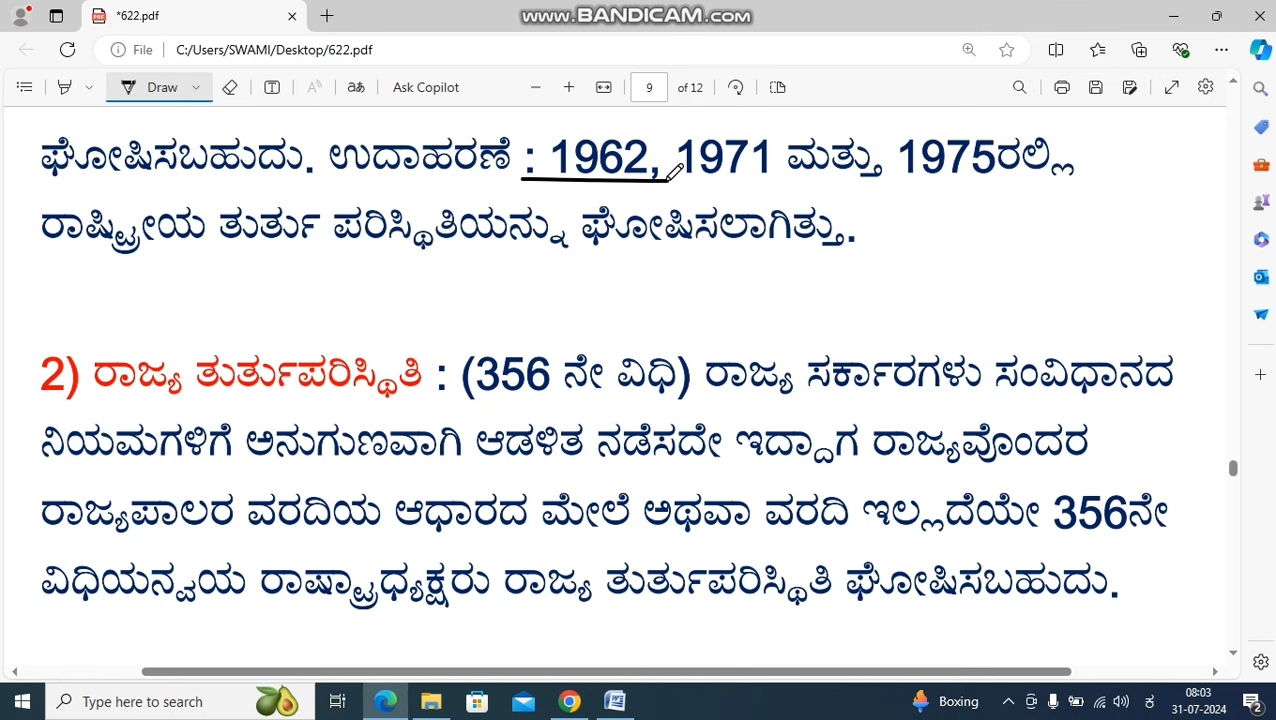 *622.pdf
www.BANDICAM.com
File C:/Users/SWAMI/Desktop/622.pdf
Draw aあ Ask Copilot 9 of 12
ಘೋಷಿಸಬಹುದು. ಉದಾಹರಣೆ : 1962, 1971 ಮತ್ತು 1975ರಲ್ಲಿ
ರಾಷ್ಟ್ರೀಯ ತುರ್ತು ಪರಿಸ್ಥಿತಿಯನ್ನು ಘೋಷಿಸಲಾಗಿತ್ತು.
2) ರಾಜ್ಯ ತುರ್ತುಪರಿಸ್ಥಿತಿ : (356 ನೇ ವಿಧಿ) ರಾಜ್ಯ ಸರ್ಕಾರಗಳು ಸಂವಿಧಾನದ
ನಿಯಮಗಳಿಗೆ ಅನುಗುಣವಾಗಿ ಆಡಳಿತ ನಡೆಸದೇ ಇದ್ದಾಗ ರಾಜ್ಯವೊಂದರ
ರಾಜ್ಯಪಾಲರ ವರದಿಯ ಆಧಾರದ ಮೇಲೆ ಅಥವಾ ವರದಿ ಇಲ್ಲದೆಯೇ 356ನೇ
ವಿಧಿಯನ್ವಯ ರಾಷ್ಟ್ರಾಧ್ಯಕ್ಷರು ರಾಜ್ಯ ತುರ್ತುಪರಿಸ್ಥಿತಿ ಘೋಷಿಸಬಹುದು.
Type here to search Boxing ಕ 08:03
31-07-2024 2